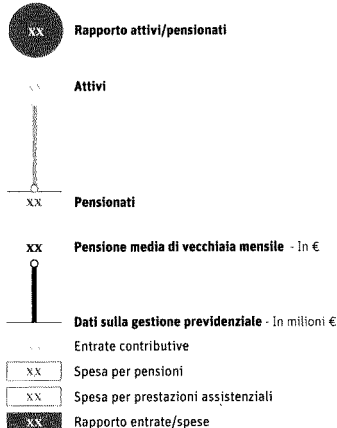 xx Rapporto attivi/pensionati
xx Attivi
xx Pensionati
xx Pensione media di vecchiaia mensile - In €
Dati sulla gestione previdenziale - In milioni €
Entrate contributive
xx Spesa per pensioni
xx Spesa per prestazioni assistenziali
xx Rapporto entrate/spese